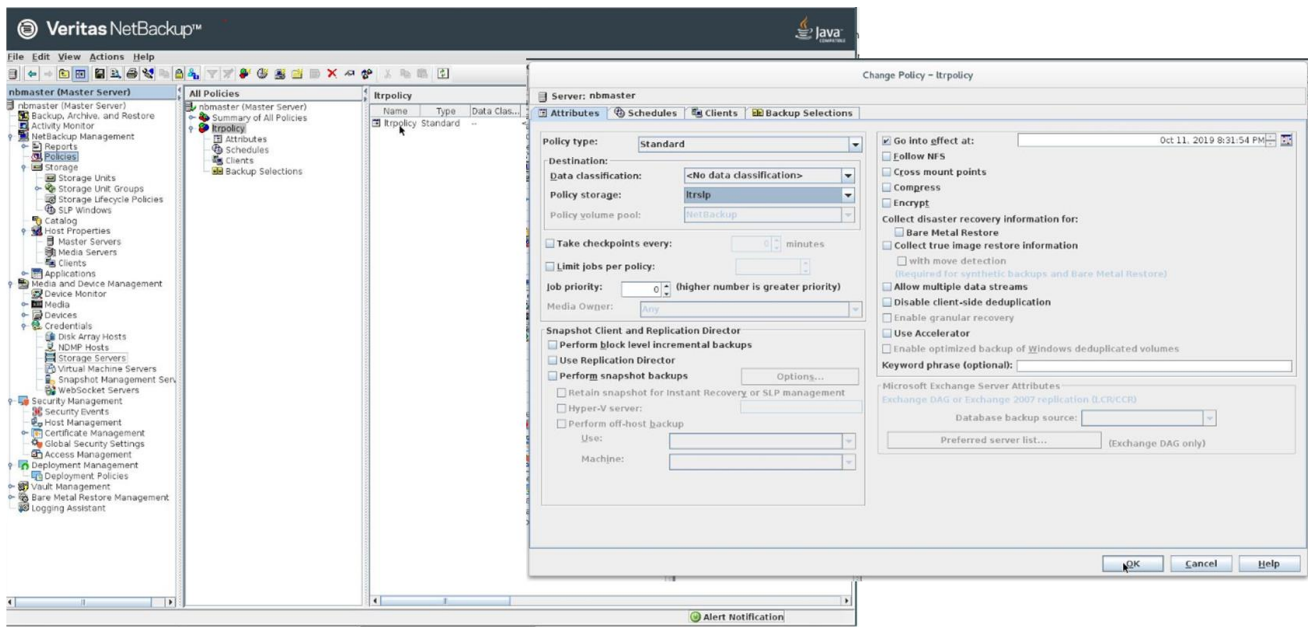 Veritas NetBackup™
Java
COMPATIBLE
File Edit View Actions Help
nbmaster (Master Server)
nbmaster (Master Server)
Backup, Archive, and Restore
Activity Monitor
NetBackup Management
Reports
Policies
Storage
Storage Units
Storage Unit Groups
Storage Lifecycle Policies
SLP Windows
Catalog
Host Properties
Master Servers
Media Servers
Clients
Applications
Media and Device Management
Device Monitor
Media
Devices
Credentials
Disk Array Hosts
NDMP Hosts
Storage Servers
Virtual Machine Servers
Snapshot Management Serv
WebSocket Servers
Security Management
Security Events
Host Management
Certificate Management
Global Security Settings
Access Management
Deployment Management
Deployment Policies
Vault Management
Bare Metal Restore Management
Logging Assistant
All Policies
nbmaster (Master Server)
Summary of All Policies
ltrpolicy
Attributes
Schedules
Clients
Backup Selections
ltrpolicy
Name Type Data Clas...
ltrpolicy Standard --
Alert Notification
Change Policy - ltrpolicy
Server: nbmaster
Attributes Schedules Clients Backup Selections
Policy type: Standard
Destination:
Data classification: <No data classification>
Policy storage: ltrslp
Policy volume pool: NetBackup
Take checkpoints every: 0 minutes
Limit jobs per policy:
Job priority: 0 (higher number is greater priority)
Media Owner: Any
Snapshot Client and Replication Director
Perform block level incremental backups
Use Replication Director
Perform snapshot backups Options...
Retain snapshot for Instant Recovery or SLP management
Hyper-V server:
Perform off-host backup
Use:
Machine:
Go into effect at: Oct 11, 2019 8:31:54 PM
Follow NFS
Cross mount points
Compress
Encrypt
Collect disaster recovery information for:
Bare Metal Restore
Collect true image restore information
with move detection
(Required for synthetic backups and Bare Metal Restore)
Allow multiple data streams
Disable client-side deduplication
Enable granular recovery
Use Accelerator
Enable optimized backup of Windows deduplicated volumes
Keyword phrase (optional):
Microsoft Exchange Server Attributes
Exchange DAG or Exchange 2007 replication (LCR/CCR)
Database backup source:
Preferred server list... (Exchange DAG only)
OK Cancel Help